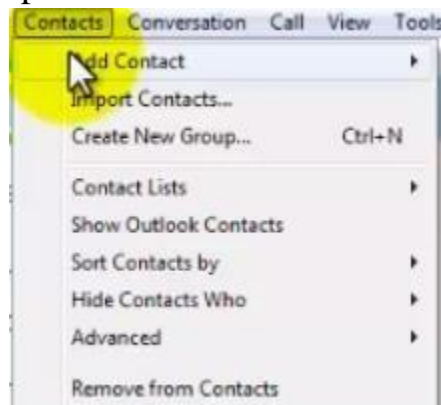 Contacts Conversation Call View Tools
Add Contact
Import Contacts...
Create New Group... Ctrl+N
Contact Lists
Show Outlook Contacts
Sort Contacts by
Hide Contacts Who
Advanced
Remove from Contacts